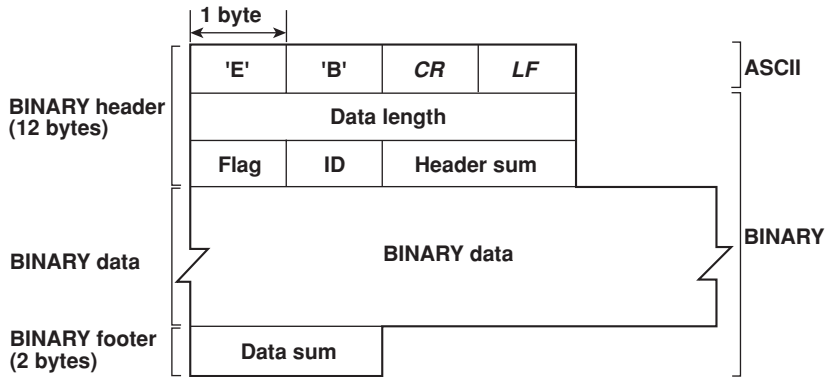 1 byte
'E' 'B' CR LF
ASCII
BINARY header
(12 bytes)
Data length
Flag ID Header sum
BINARY
BINARY data
BINARY data
BINARY footer
(2 bytes)
Data sum